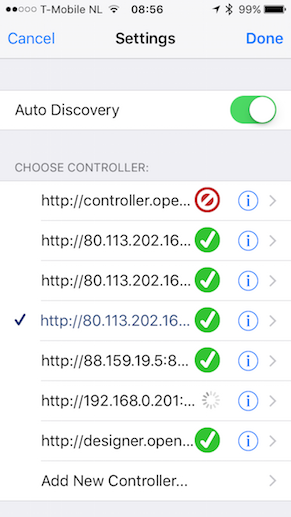 T-Mobile NL 08:56 99%
Cancel Settings Done
Auto Discovery
CHOOSE CONTROLLER:
http://controller.ope...
http://80.113.202.16...
http://80.113.202.16...
http://80.113.202.16...
http://88.159.19.5:8...
http://192.168.0.201:...
http://designer.open...
Add New Controller...